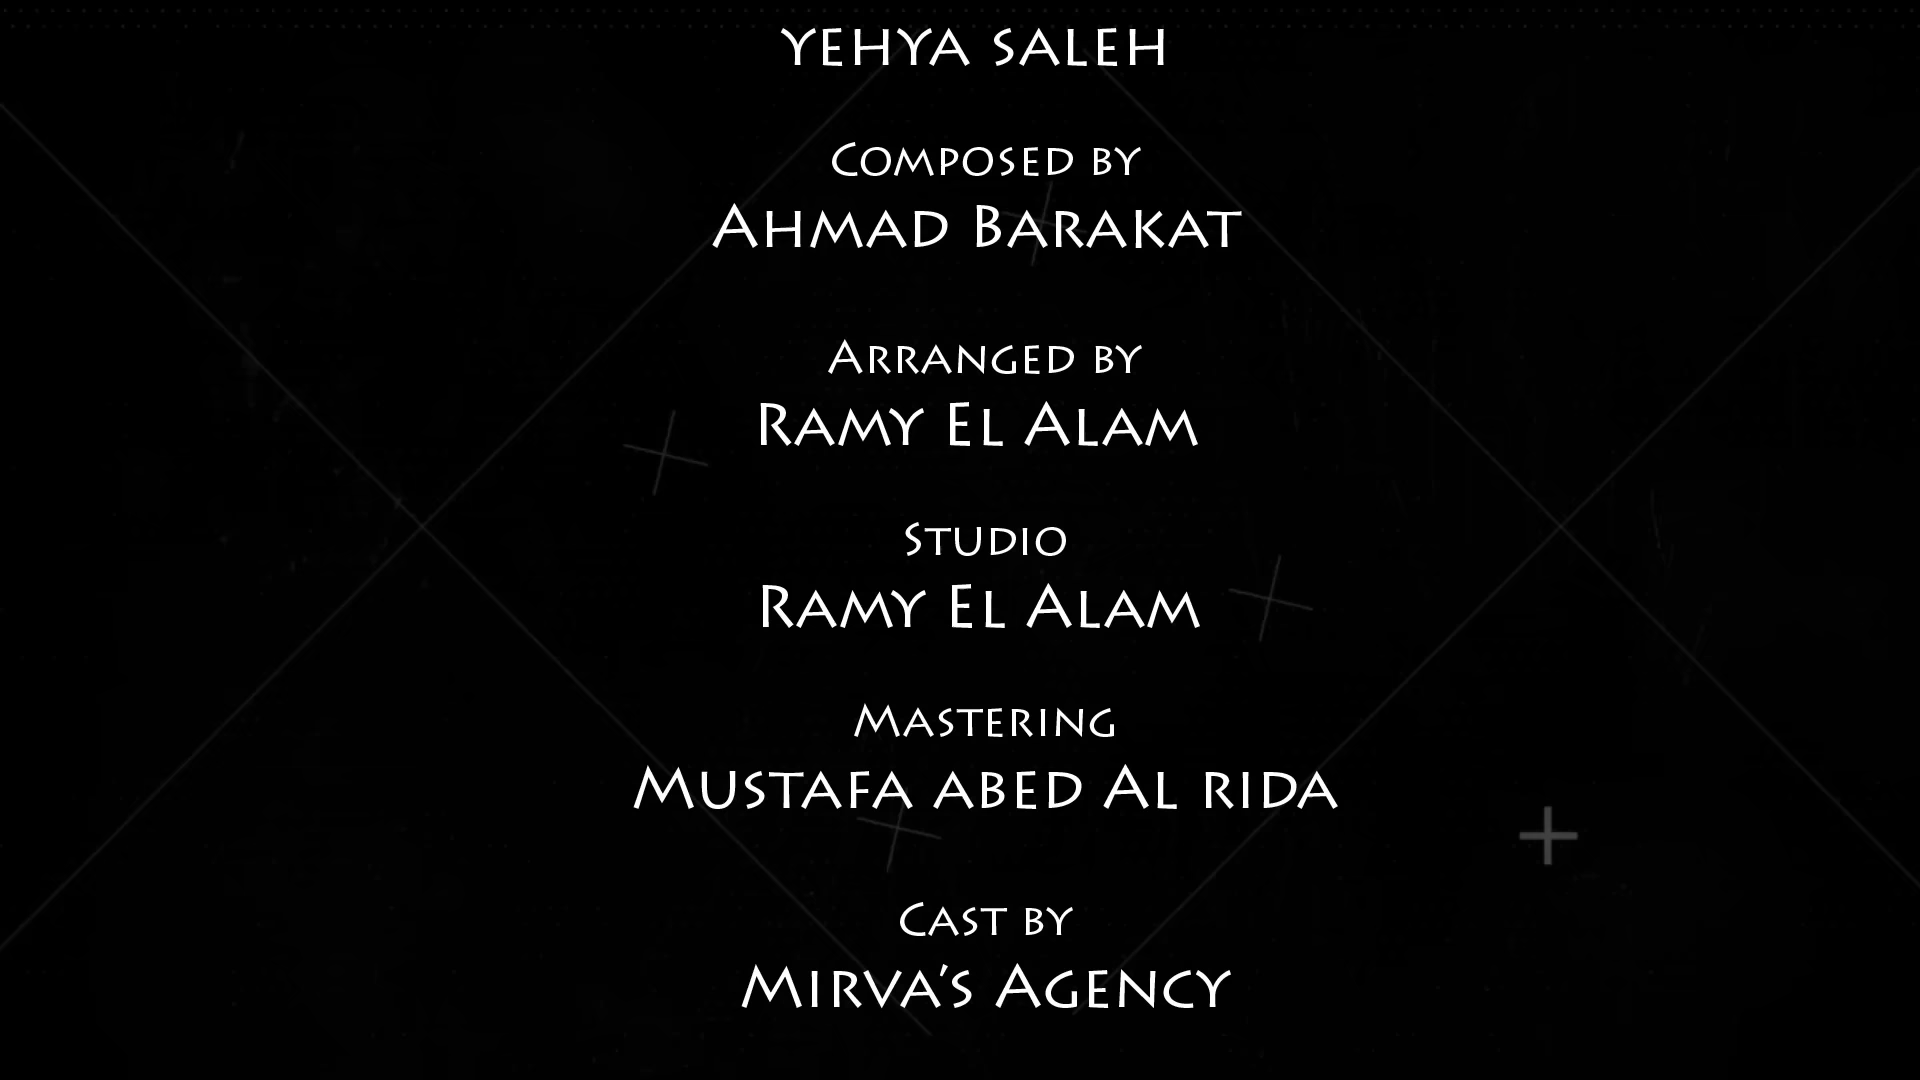 Yehya Saleh
Composed by
Ahmad Barakat
Arranged by
Ramy El Alam
Studio
Ramy El Alam
Mastering
Mustafa abed Al rida
Cast by
Mirva's Agency